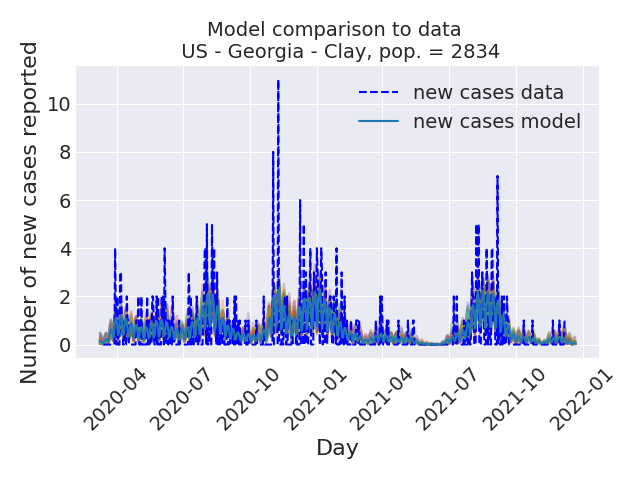 Model comparison to data
US - Georgia - Clay, pop. = 2834
Number of new cases reported
10
8
6
4
2
0
new cases data
new cases model
2020-04
2020-07
2020-10
2021-01
2021-04
2021-07
2021-10
2022-01
Day